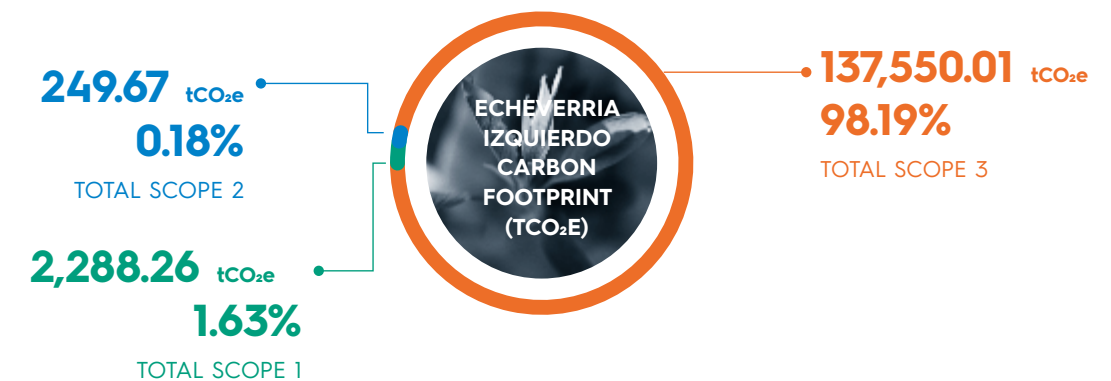 249.67 tCO₂e
0.18%
TOTAL SCOPE 2
2,288.26 tCO₂e
1.63%
TOTAL SCOPE 1
ECHEVERRIA
IZQUIERDO
CARBON
FOOTPRINT
(TCO₂E)
137,550.01 tCO₂e
98.19%
TOTAL SCOPE 3